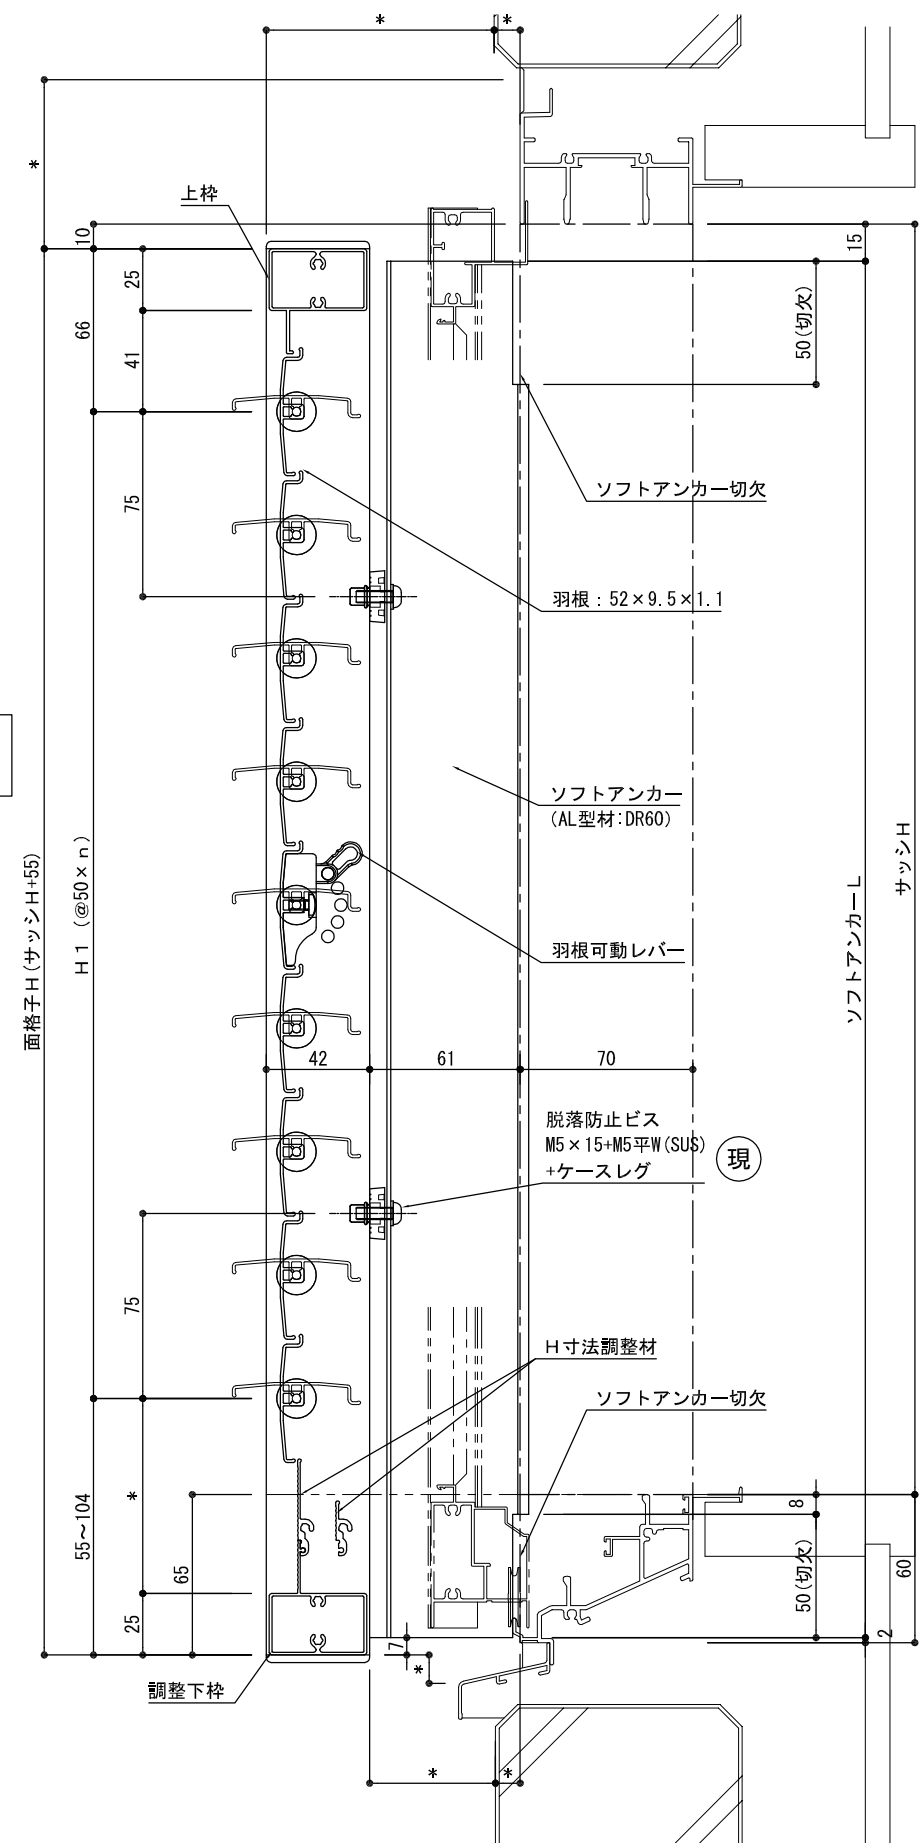 *
*
*
上枠
10
15
25
66
41
50(切欠)
75
ソフトアンカー切欠
羽根：52×9.5×1.1
ソフトアンカー
(AL型材:DR60)
面格子H(サッシH+55)
H1 (@50×n)
サッシH
ソフトアンカーL
羽根可動レバー
42
61
70
脱落防止ビス
M5×15+M5平W(SUS)
+ケースレグ
現
75
H寸法調整材
ソフトアンカー切欠
*
55~104
8
65
50(切欠)
60
25
7
2
*
調整下枠
*
*